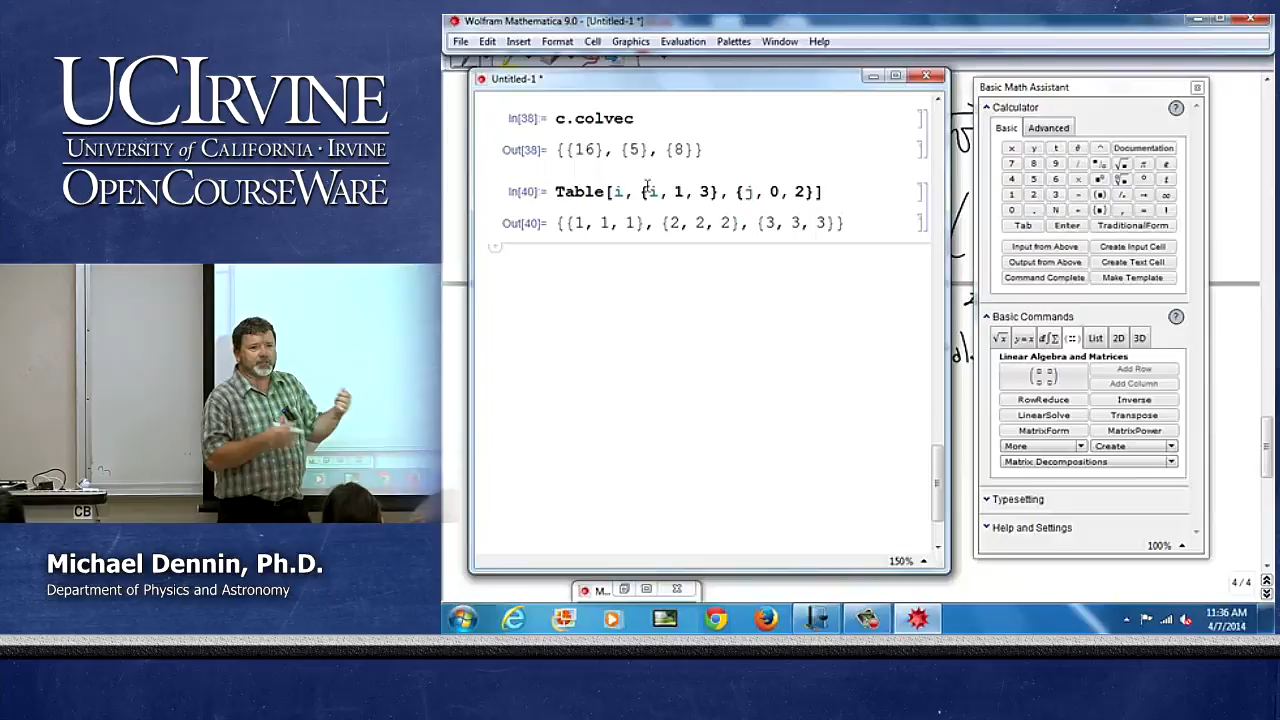 UCIRVINE
UNIVERSITY of CALIFORNIA · IRVINE
OPENCOURSEWARE
CB
Michael Dennin, Ph.D.
Department of Physics and Astronomy
Wolfram Mathematica 9.0 - [Untitled-1 *]
File Edit Insert Format Cell Graphics Evaluation Palettes Window Help
Untitled-1 *
In[38]:= c.colvec
Out[38]= {{16}, {5}, {8}}
In[40]:= Table[i, {i, 1, 3}, {j, 0, 2}]
Out[40]= {{1, 1, 1}, {2, 2, 2}, {3, 3, 3}}
150%
M...
Basic Math Assistant
Calculator
Basic Advanced
x y t θ ^ Documentation
7 8 9 ÷
4 5 6 ×
1 2 3 -
0 . N +
Tab Enter TraditionalForm
Input from Above Create Input Cell
Output from Above Create Text Cell
Command Complete Make Template
Basic Commands
√x y=x d∫Σ List 2D 3D
Linear Algebra and Matrices
Add Row
Add Column
RowReduce Inverse
LinearSolve Transpose
MatrixForm MatrixPower
More Create
Matrix Decompositions
Typesetting
Help and Settings
100%
4 / 4
11:36 AM
4/7/2014